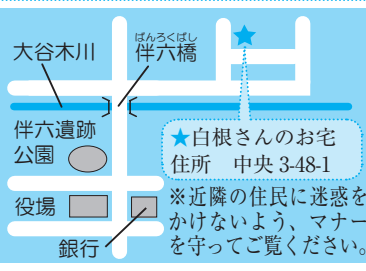 大谷木川
ばんろくばし
伴六橋
伴六遺跡
公園
★白根さんのお宅
住所　中央 3-48-1
役場
銀行
※近隣の住民に迷惑を
かけないよう、マナー
を守ってご覧ください。